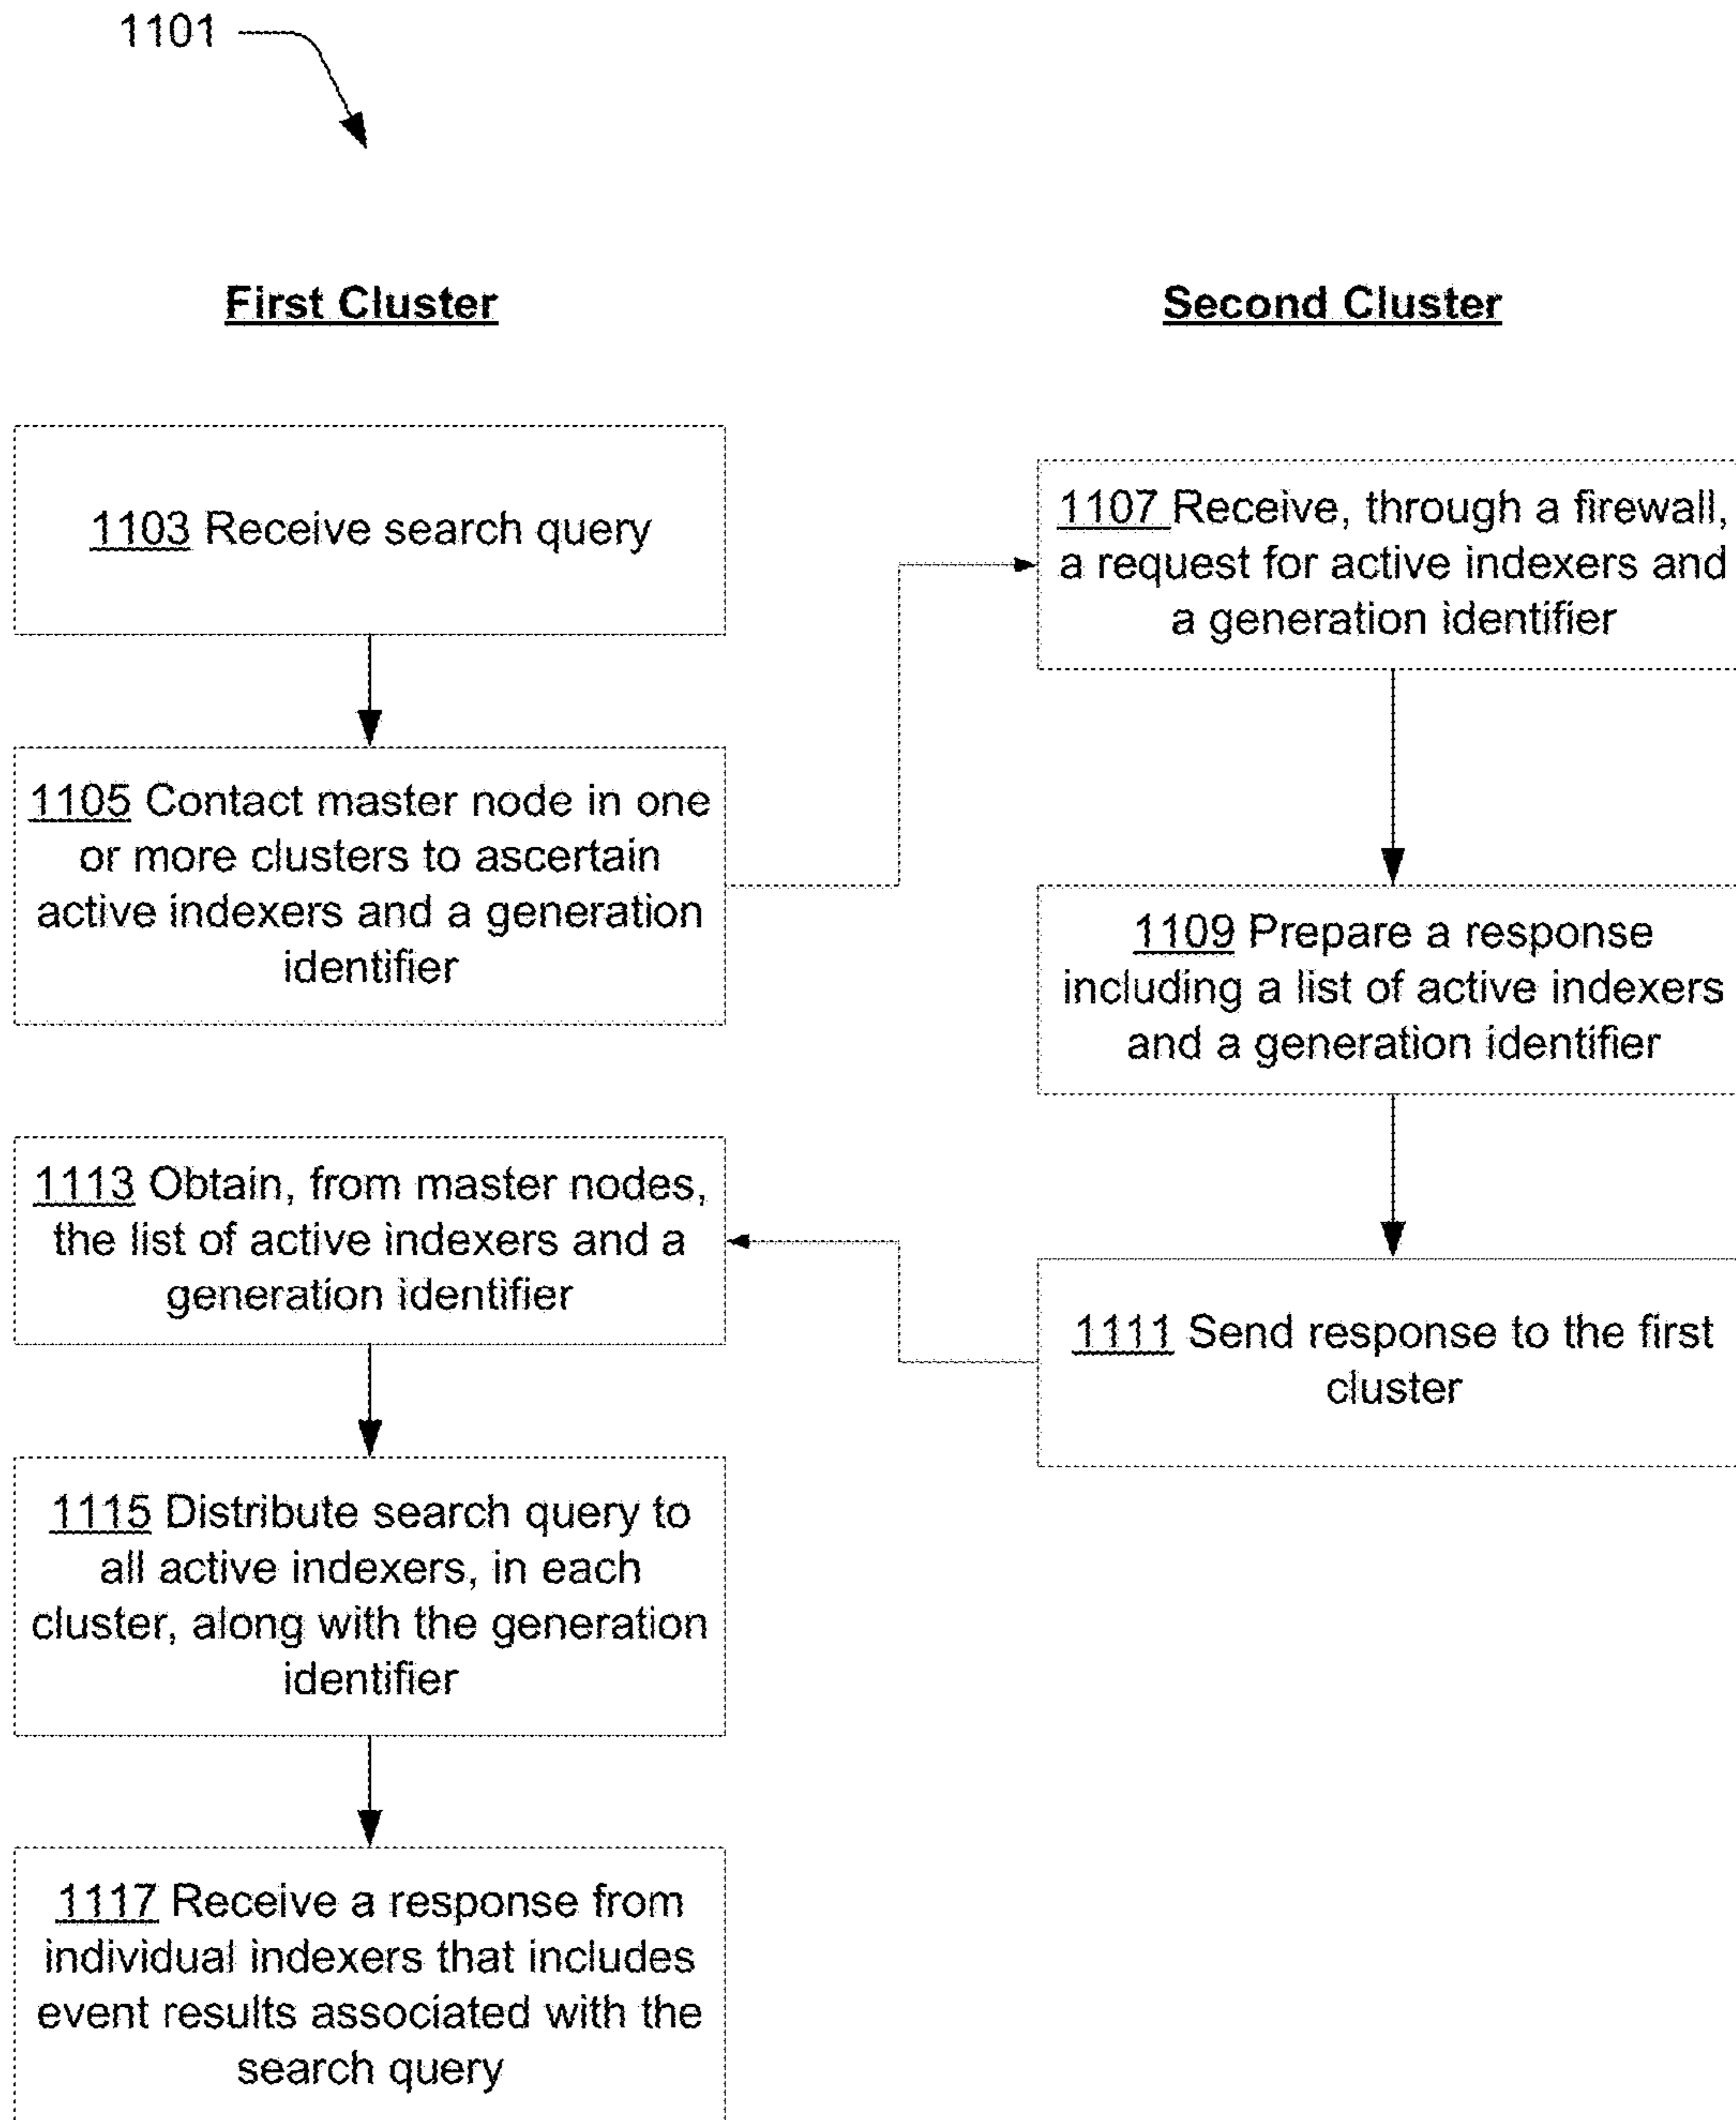 1101
First Cluster
Second Cluster
1103 Receive search query
1105 Contact master node in one
or more clusters to ascertain
active indexers and a generation
identifier
1107 Receive, through a firewall,
a request for active indexers and
a generation identifier
1109 Prepare a response
including a list of active indexers
and a generation identifier
1111 Send response to the first
cluster
1113 Obtain, from master nodes,
the list of active indexers and a
generation identifier
1115 Distribute search query to
all active indexers, in each
cluster, along with the generation
identifier
1117 Receive a response from
individual indexers that includes
event results associated with the
search query